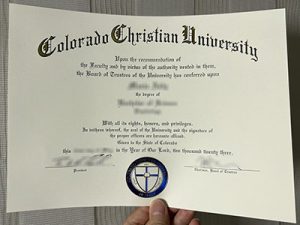 Colorado Christian University
Upon the recommendation of
the Faculty and by virtue of the authority vested in them,
the Board of Trustees of the University has conferred upon
the degree of
Bachelor of Science
With all its rights, honors, and privileges.
In witness whereof, the seal of the University and the signature of
the proper officers are hereunto affixed.
Given in the State of Colorado
this in the Year of Our Lord, two thousand twenty three.
President
Chairman, Board of Trustees